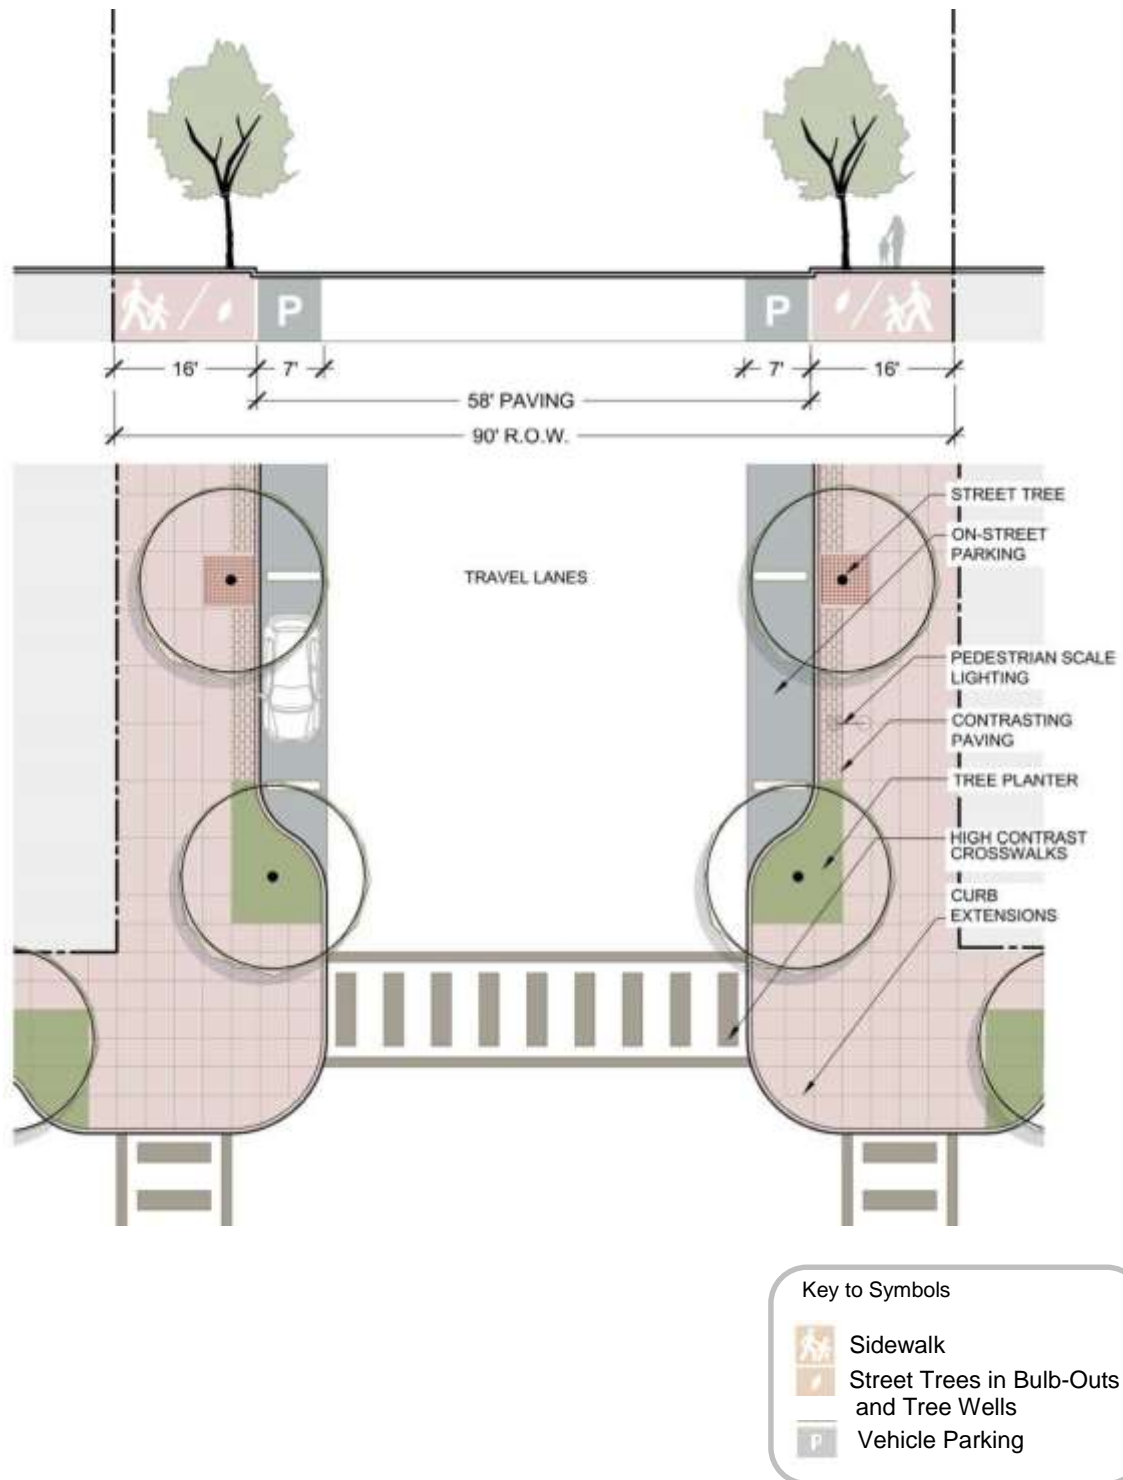 P
P
16'
7'
7'
16'
58' PAVING
90' R.O.W.
STREET TREE
ON-STREET
PARKING
TRAVEL LANES
PEDESTRIAN SCALE
LIGHTING
CONTRASTING
PAVING
TREE PLANTER
HIGH CONTRAST
CROSSWALKS
CURB
EXTENSIONS
Key to Symbols
Sidewalk
Street Trees in Bulb-Outs
and Tree Wells
P Vehicle Parking